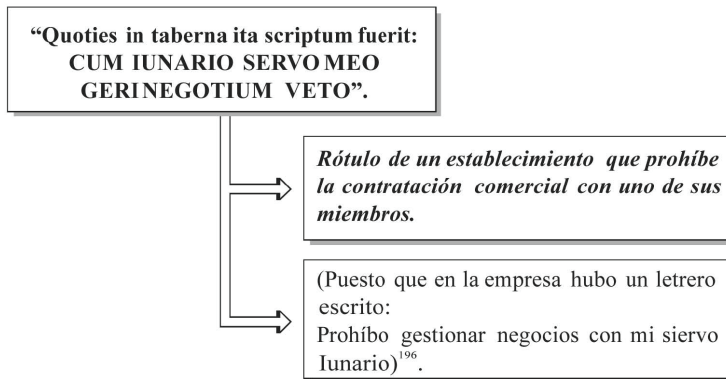 “Quoties in taberna ita scriptum fuerit:
CUM IUNARIO SERVO MEO
GERI NEGOTIUM VETO”.
Rótulo de un establecimiento que prohíbe
la contratación comercial con uno de sus
miembros.
(Puesto que en la empresa hubo un letrero
escrito:
Prohíbo gestionar negocios con mi siervo
Iunario)196.